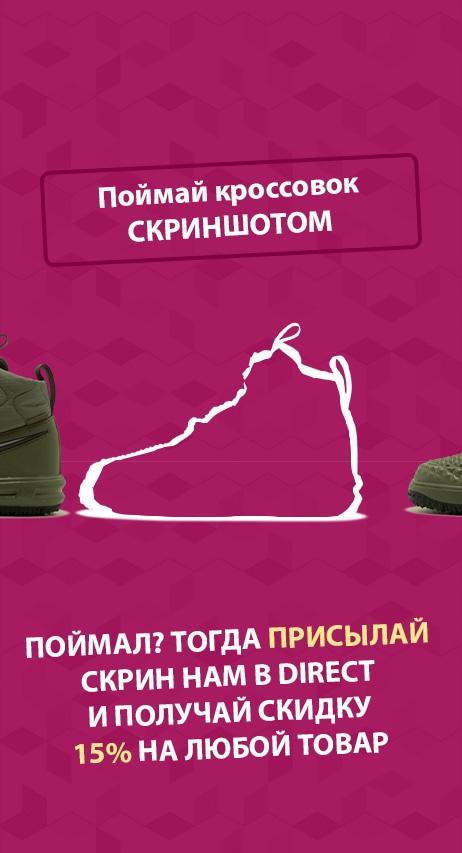 Поймай кроссовок
СКРИНШОТОМ
ПОЙМАЛ? ТОГДА ПРИСЫЛАЙ
СКРИН НАМ В DIRECT
И ПОЛУЧАЙ СКИДКУ
15% НА ЛЮБОЙ ТОВАР